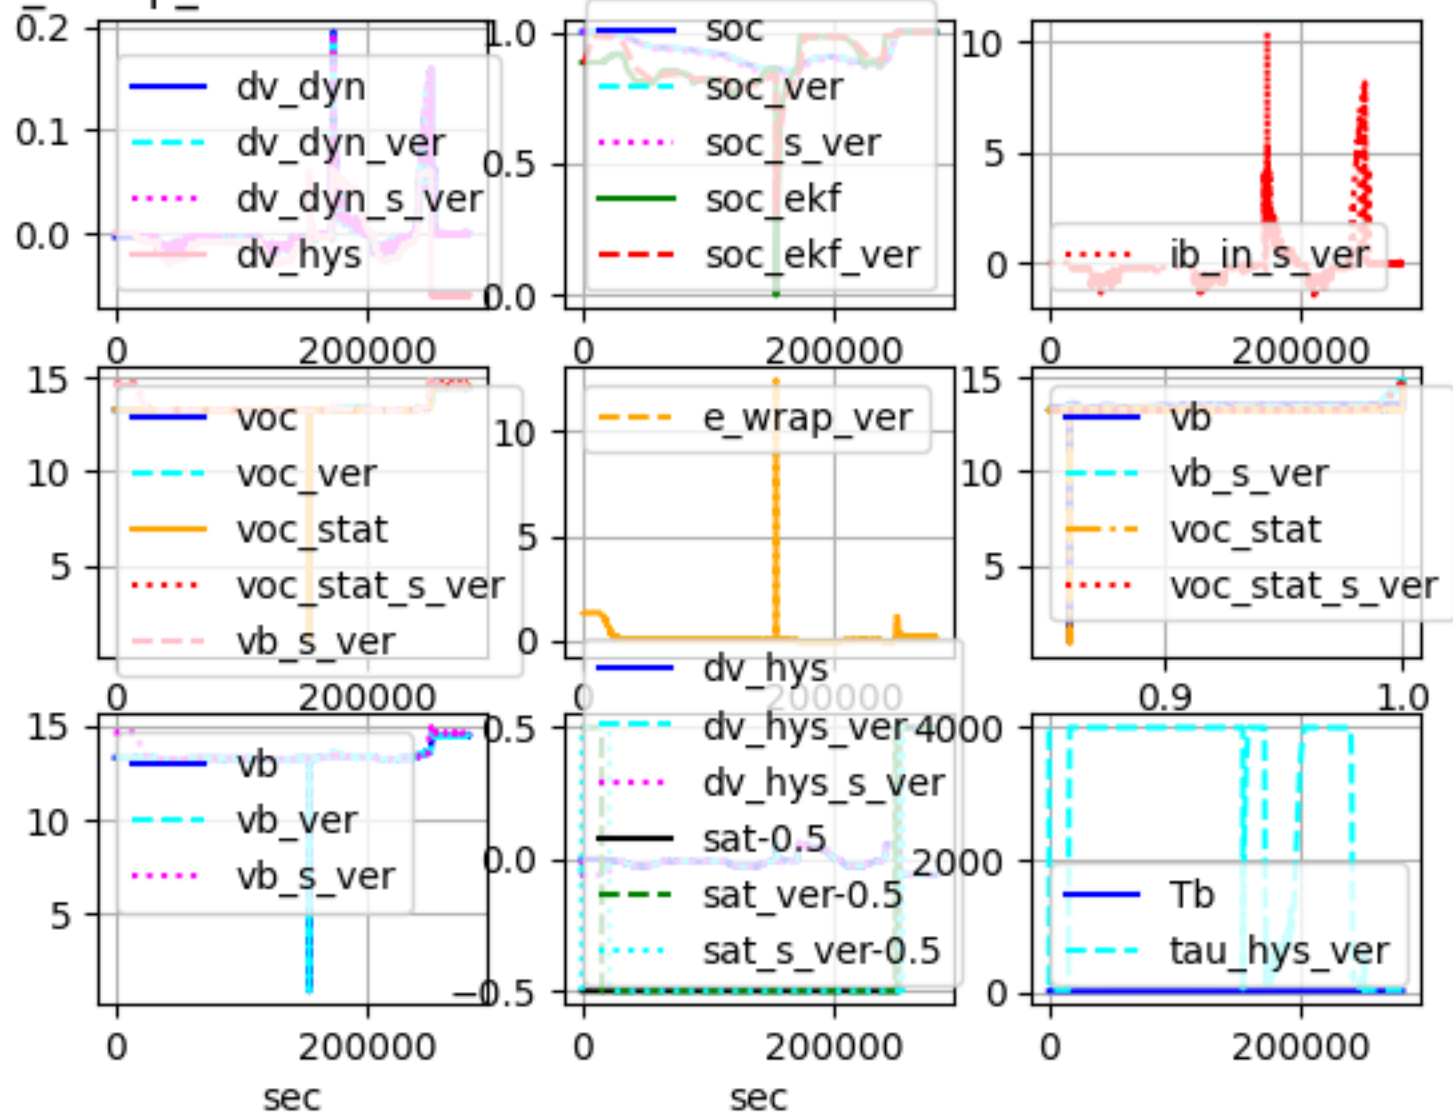 0.2
0.1
0.0
dv_dyn
dv_dyn_ver
dv_dyn_s_ver
dv_hys
0
200000
1.0
0.5
0.0
soc
soc_ver
soc_s_ver
soc_ekf
soc_ekf_ver
0
200000
10
5
0
ib_in_s_ver
0
200000
15
10
5
voc
voc_ver
voc_stat
voc_stat_s_ver
vb_s_ver
0
200000
10
5
0
e_wrap_ver
0
200000
15
10
5
vb
vb_s_ver
voc_stat
voc_stat_s_ver
0.9
1.0
15
10
5
vb
vb_ver
vb_s_ver
0
200000
sec
0.5
0.0
−0.5
dv_hys
dv_hys_ver
dv_hys_s_ver
sat-0.5
sat_ver-0.5
sat_s_ver-0.5
0
200000
sec
4000
2000
0
Tb
tau_hys_ver
0
200000